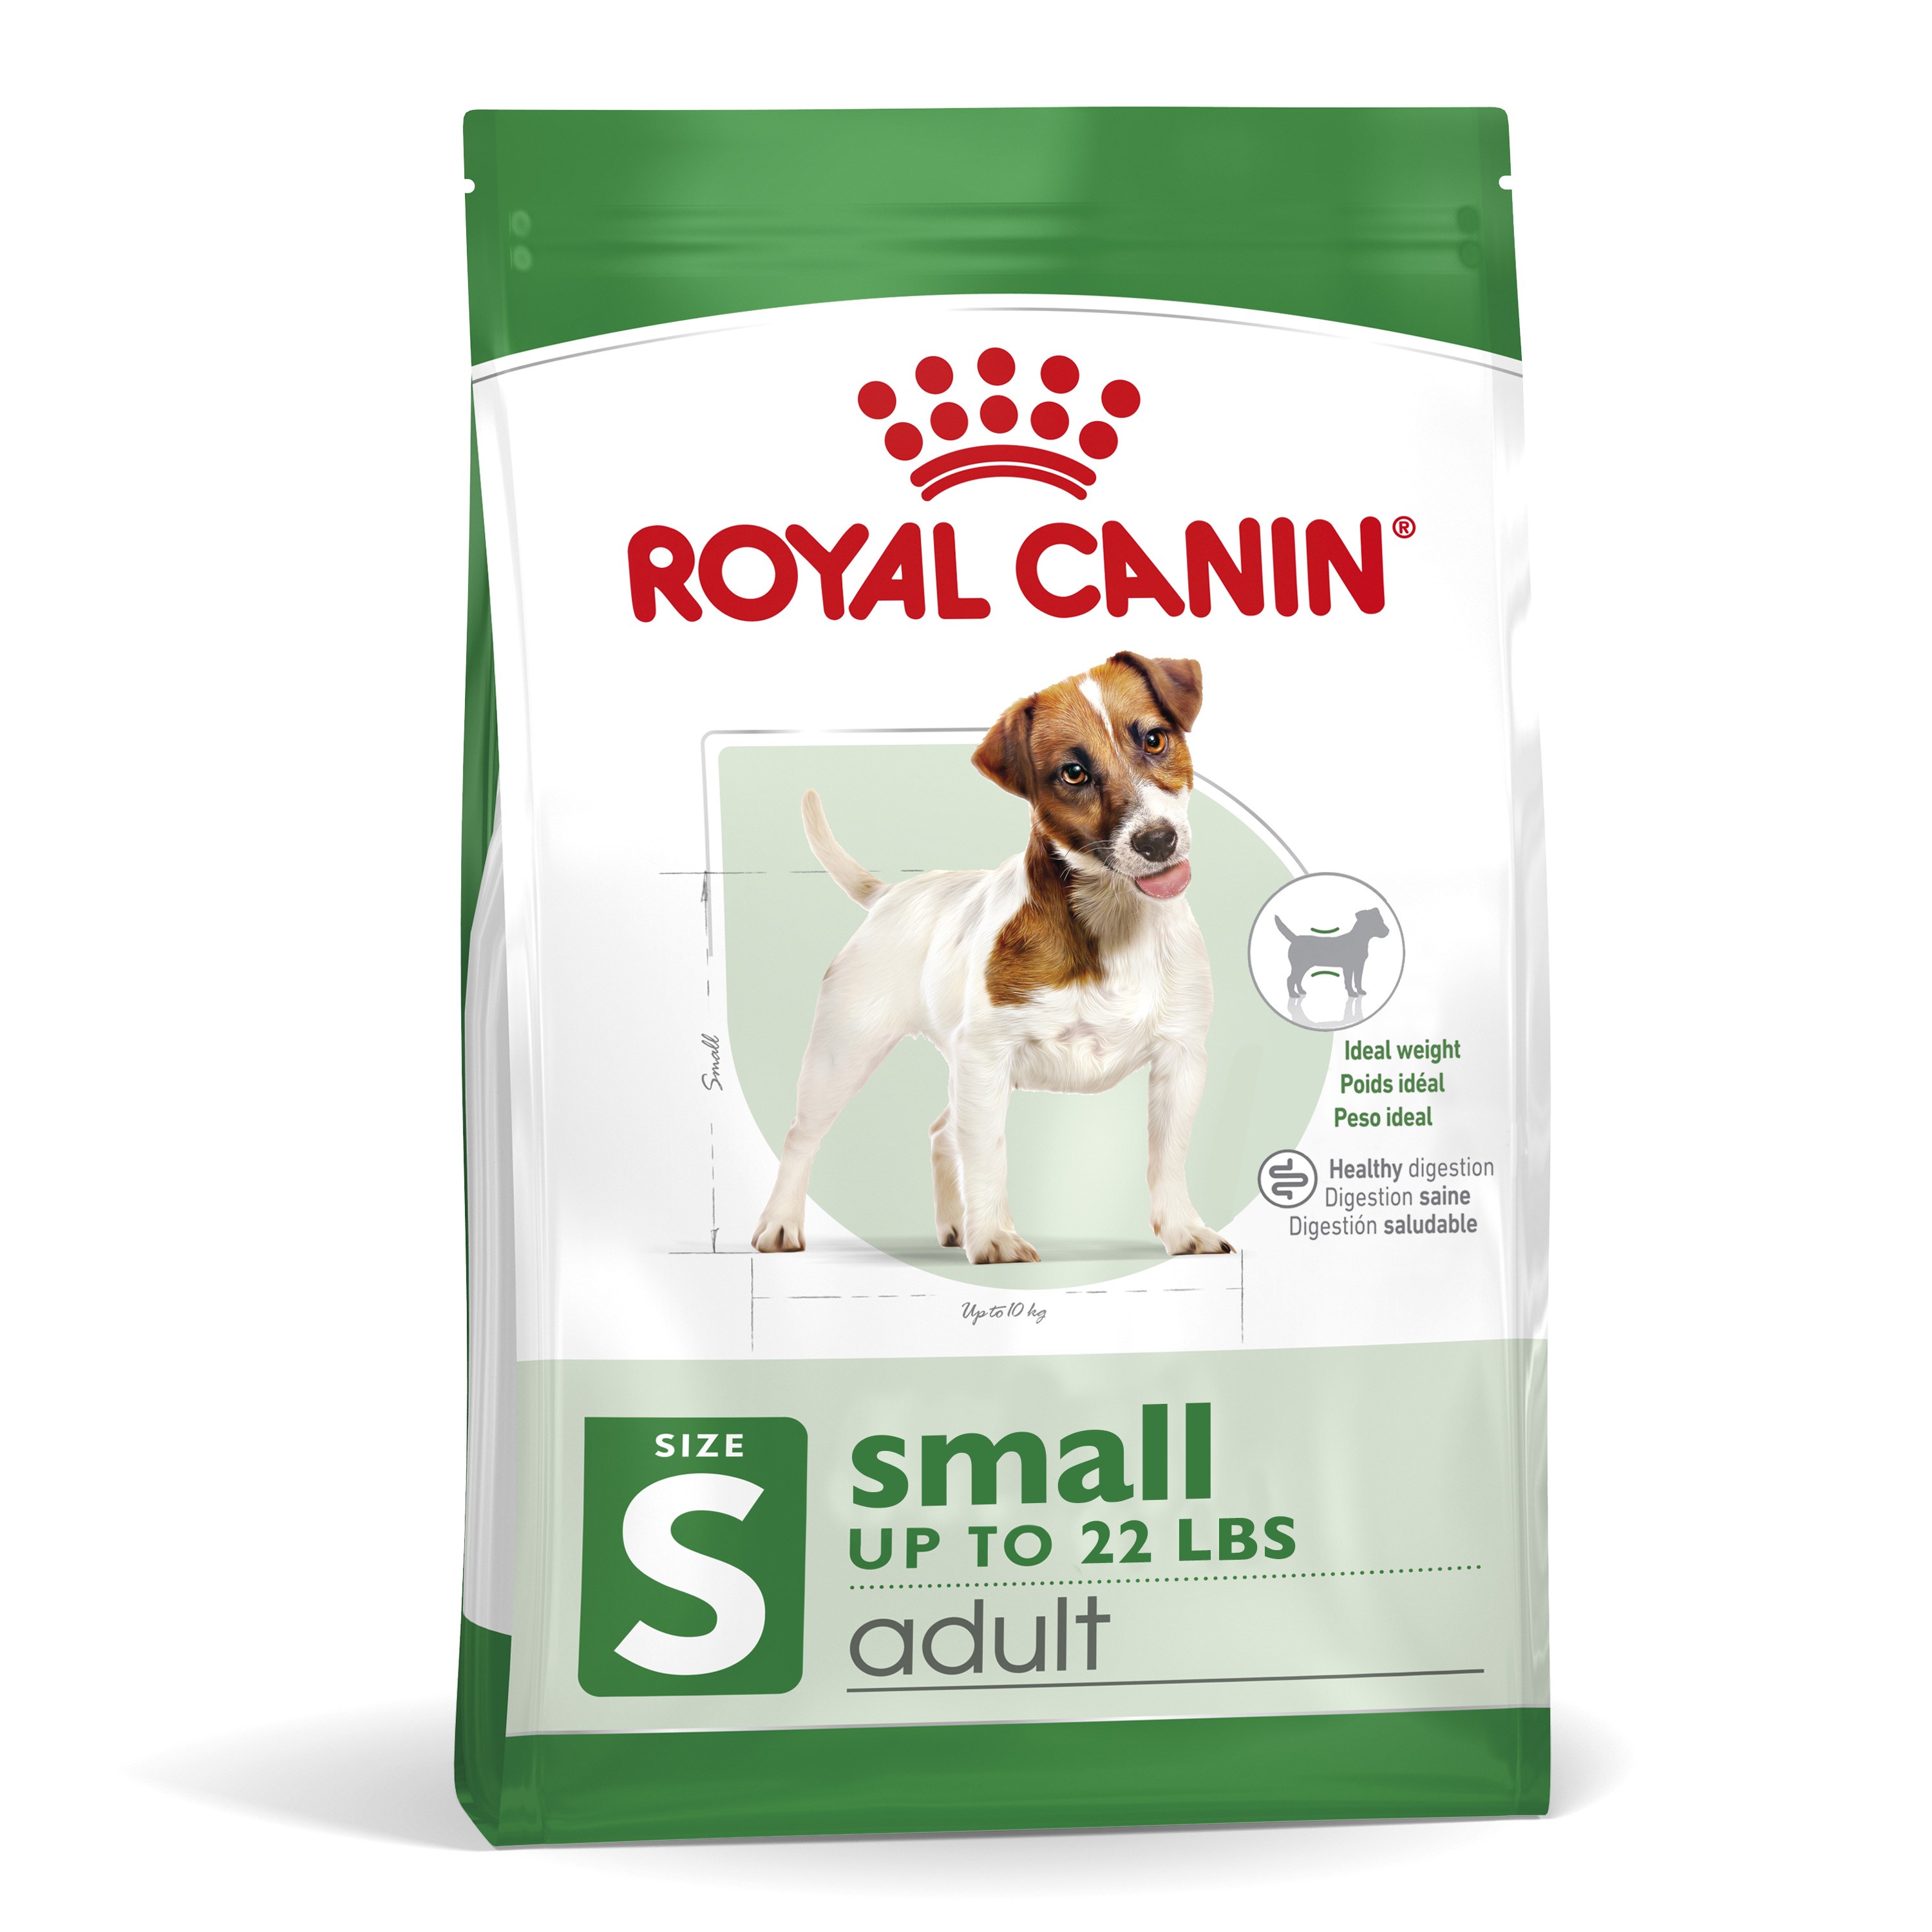 ROYAL CANIN®
Small
Ideal weight
Poids idéal
Peso ideal
Healthy digestion
Digestion saine
Digestión saludable
Up to 10 kg
SIZE
S
small
UP TO 22 LBS
adult